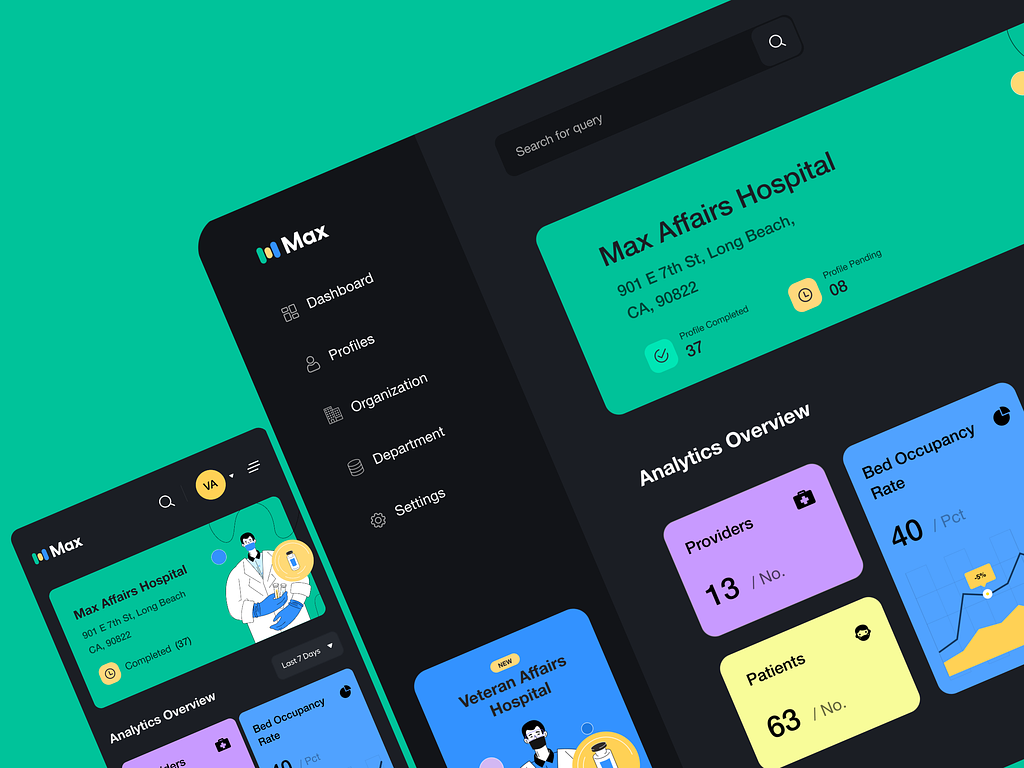 Search for query
Max
Dashboard
Profiles
Organization
Department
Settings
Max Affairs Hospital
901 E 7th St, Long Beach,
CA, 90822
Profile Completed
37
Profile Pending
08
Analytics Overview
Providers
13 / No.
Bed Occupancy
Rate
40 / Pct
-5%
Patients
63 / No.
NEW
Veteran Affairs
Hospital
VA
Max
Max Affairs Hospital
901 E 7th St, Long Beach
CA, 90822
Completed (37)
Last 7 Days
Analytics Overview
Bed Occupancy
Rate
/ Pct